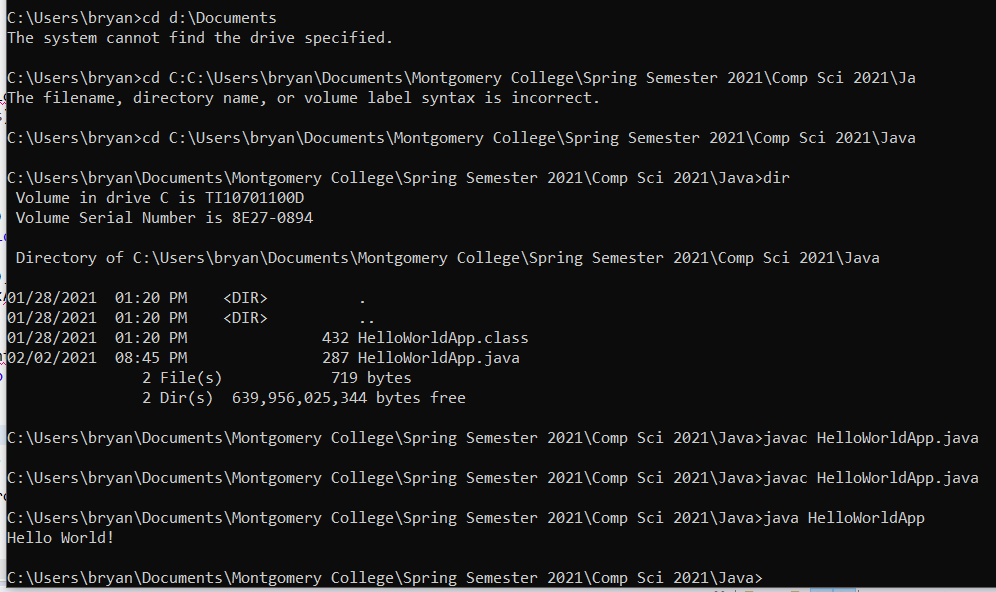 C:\Users\bryan>cd d:\Documents
The system cannot find the drive specified.
C:\Users\bryan>cd C:C:\Users\bryan\Documents\Montgomery College\Spring Semester 2021\Comp Sci 2021\Ja
The filename, directory name, or volume label syntax is incorrect.
C:\Users\bryan>cd C:\Users\bryan\Documents\Montgomery College\Spring Semester 2021\Comp Sci 2021\Java
C:\Users\bryan\Documents\Montgomery College\Spring Semester 2021\Comp Sci 2021\Java>dir
Volume in drive C is TI10701100D
Volume Serial Number is 8E27-0894
Directory of C:\Users\bryan\Documents\Montgomery College\Spring Semester 2021\Comp Sci 2021\Java
01/28/2021  01:20 PM    <DIR>          .
01/28/2021  01:20 PM    <DIR>          ..
01/28/2021  01:20 PM               432 HelloWorldApp.class
02/02/2021  08:45 PM               287 HelloWorldApp.java
2 File(s)            719 bytes
2 Dir(s)  639,956,025,344 bytes free
C:\Users\bryan\Documents\Montgomery College\Spring Semester 2021\Comp Sci 2021\Java>javac HelloWorldApp.java
C:\Users\bryan\Documents\Montgomery College\Spring Semester 2021\Comp Sci 2021\Java>javac HelloWorldApp.java
C:\Users\bryan\Documents\Montgomery College\Spring Semester 2021\Comp Sci 2021\Java>java HelloWorldApp
Hello World!
C:\Users\bryan\Documents\Montgomery College\Spring Semester 2021\Comp Sci 2021\Java>